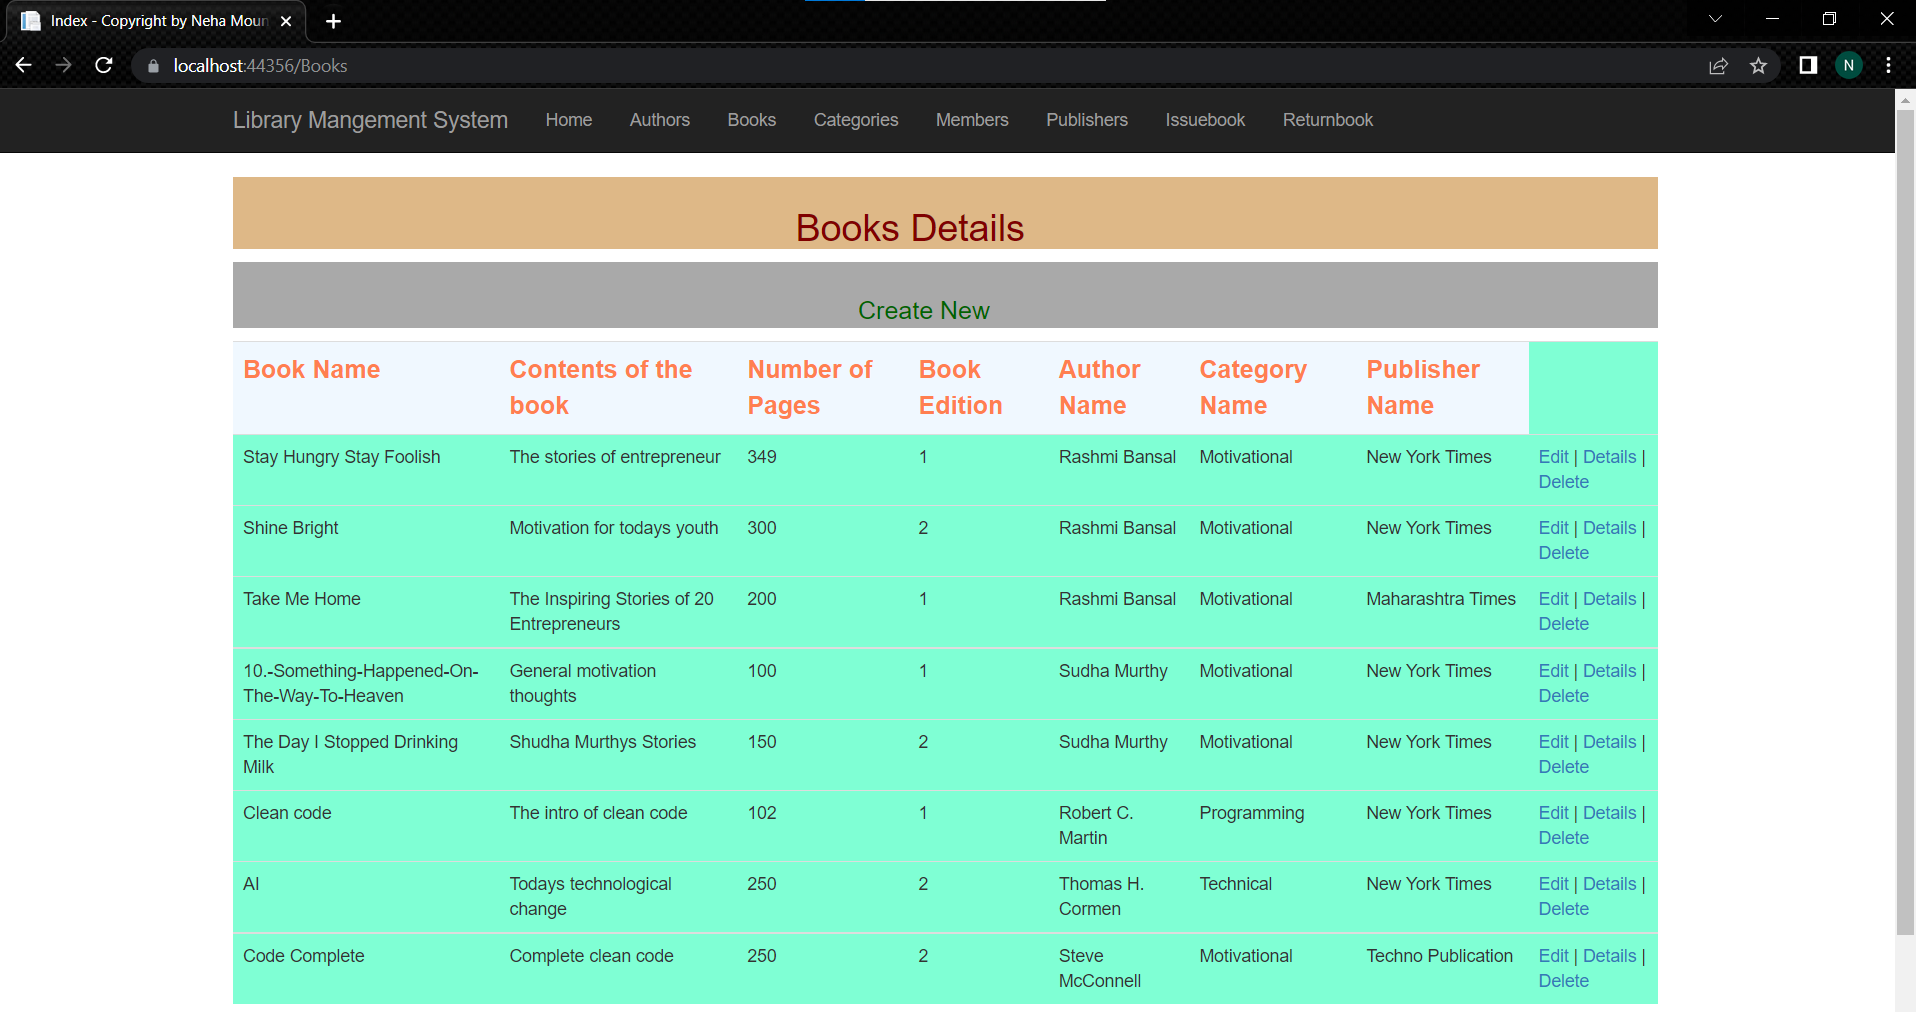 Index - Copyright by Neha Moun
localhost:44356/Books
N
Library Mangement System Home Authors Books Categories Members Publishers Issuebook Returnbook
Books Details
Create New
Book Name Contents of the Number of Book Author Category Publisher
book Pages Edition Name Name Name
Stay Hungry Stay Foolish The stories of entrepreneur 349 1 Rashmi Bansal Motivational New York Times Edit | Details |
Delete
Shine Bright Motivation for todays youth 300 2 Rashmi Bansal Motivational New York Times Edit | Details |
Delete
Take Me Home The Inspiring Stories of 20 200 1 Rashmi Bansal Motivational Maharashtra Times Edit | Details |
Entrepreneurs Delete
10.-Something-Happened-On- General motivation 100 1 Sudha Murthy Motivational New York Times Edit | Details |
The-Way-To-Heaven thoughts Delete
The Day I Stopped Drinking Shudha Murthys Stories 150 2 Sudha Murthy Motivational New York Times Edit | Details |
Milk Delete
Clean code The intro of clean code 102 1 Robert C. Programming New York Times Edit | Details |
Martin Delete
AI Todays technological 250 2 Thomas H. Technical New York Times Edit | Details |
change Cormen Delete
Code Complete Complete clean code 250 2 Steve Motivational Techno Publication Edit | Details |
McConnell Delete